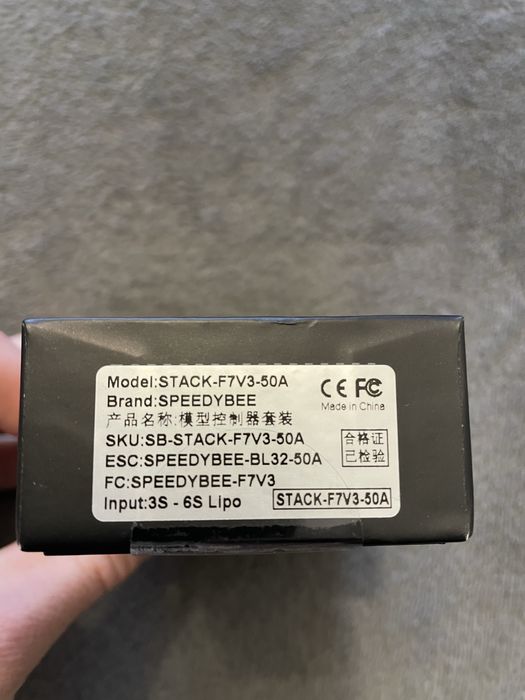 Model:STACK-F7V3-50A
Brand:SPEEDYBEE
产品名称:模型控制器套装
SKU:SB-STACK-F7V3-50A
ESC:SPEEDYBEE-BL32-50A
FC:SPEEDYBEE-F7V3
Input:3S - 6S Lipo
CE FC
Made in China
合格证
已检验
STACK-F7V3-50A